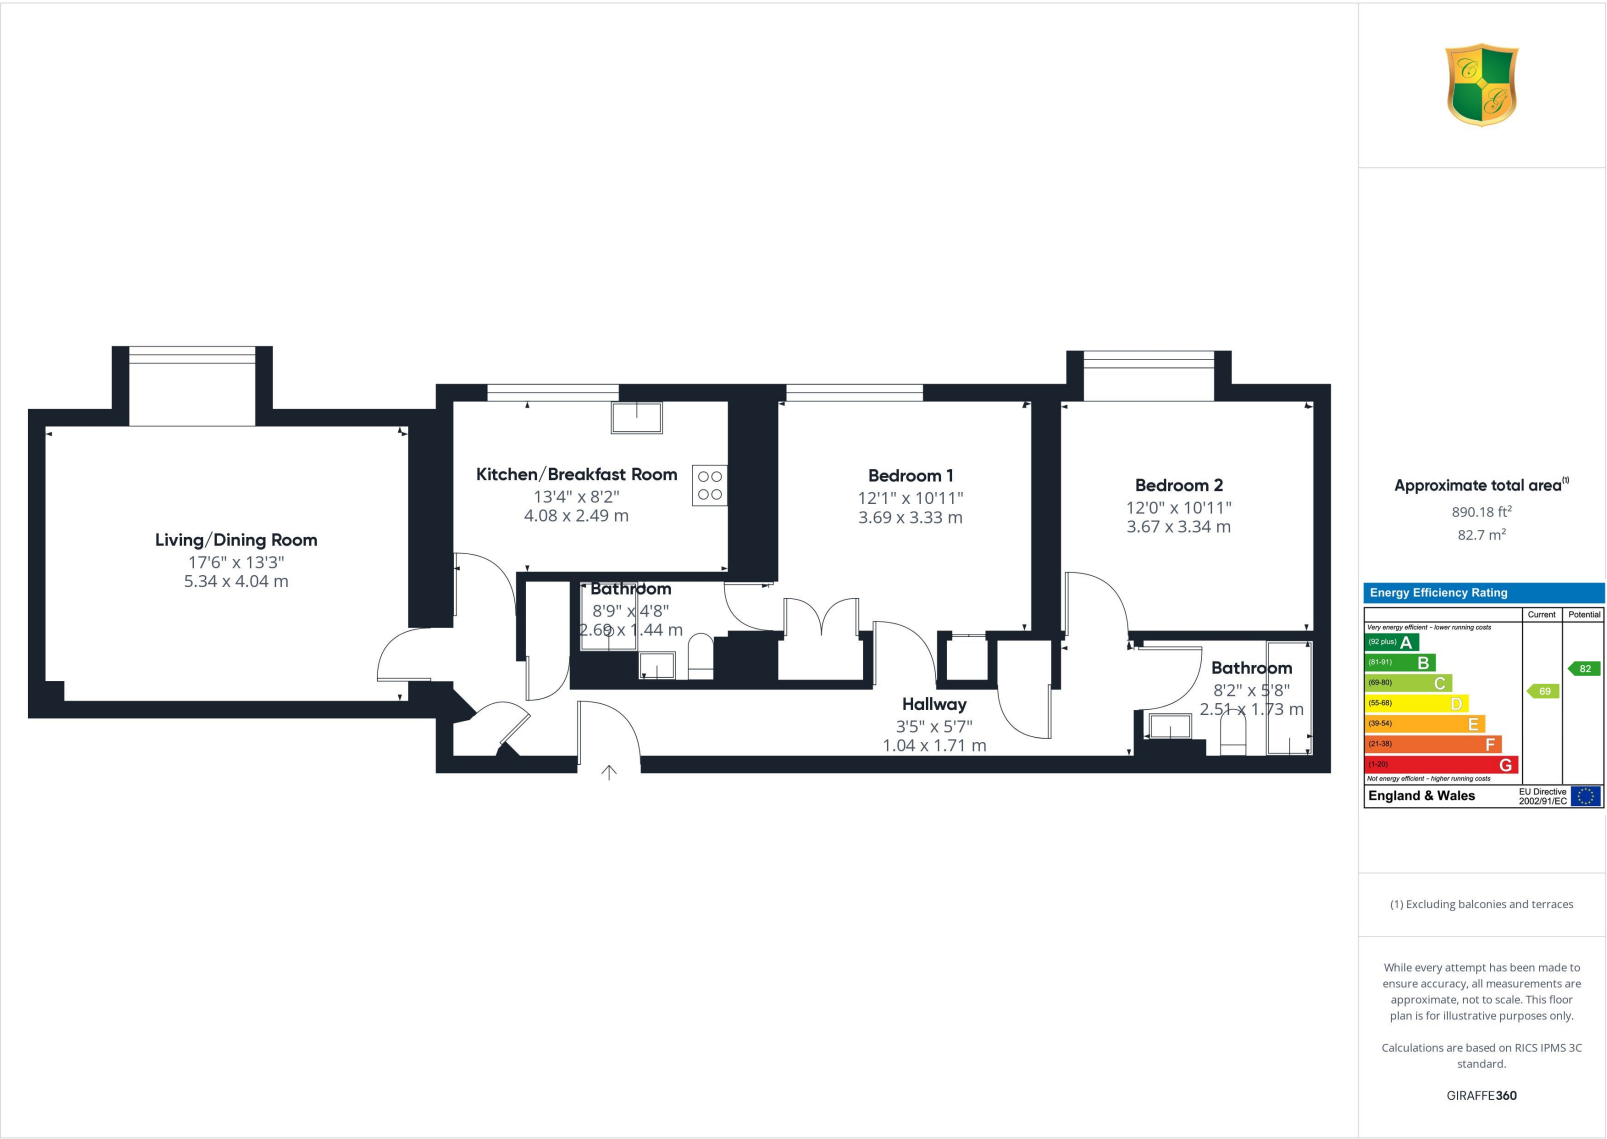 C
G
Living/Dining Room
17'6" x 13'3"
5.34 x 4.04 m
Kitchen/Breakfast Room
13'4" x 8'2"
4.08 x 2.49 m
Bathroom
8'9" x 4'8"
2.69 x 1.44 m
Bedroom 1
12'1" x 10'11"
3.69 x 3.33 m
Bedroom 2
12'0" x 10'11"
3.67 x 3.34 m
Bathroom
8'2" x 5'8"
2.51 x 1.73 m
Hallway
3'5" x 5'7"
1.04 x 1.71 m
Approximate total area(1)
890.18 ft²
82.7 m²
Energy Efficiency Rating
Current Potential
Very energy efficient - lower running costs
(92 plus) A
(81-91) B
82
(69-80) C
69
(55-68) D
(39-54) E
(21-38) F
(1-20) G
Not energy efficient - higher running costs
England & Wales
EU Directive
2002/91/EC
(1) Excluding balconies and terraces
While every attempt has been made to
ensure accuracy, all measurements are
approximate, not to scale. This floor
plan is for illustrative purposes only.
Calculations are based on RICS IPMS 3C
standard.
GIRAFFE360